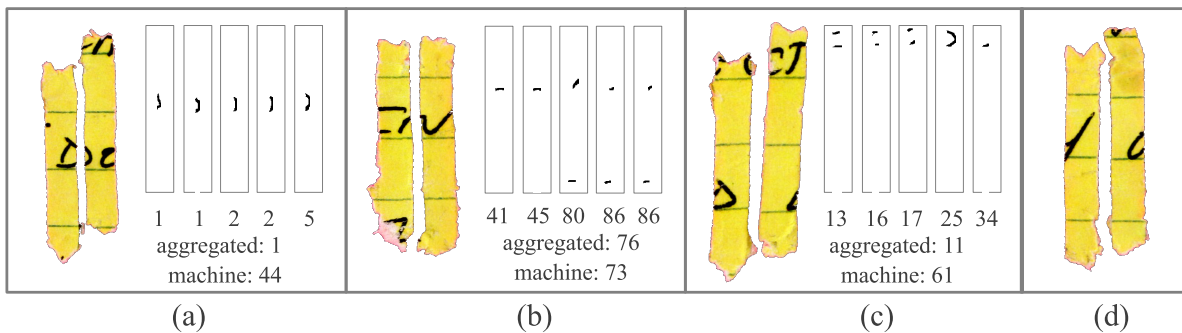 1 1 2 2 5
aggregated: 1
machine: 44
(a)
41 45 80 86 86
aggregated: 76
machine: 73
(b)
13 16 17 25 34
aggregated: 11
machine: 61
(c)
(d)